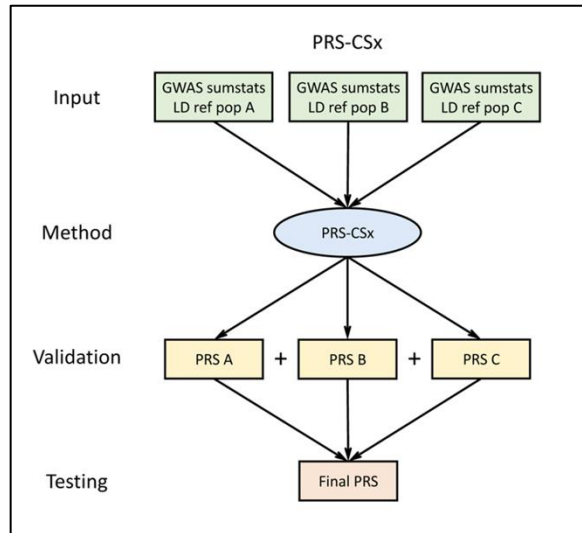 PRS-CSx
Input
GWAS sumstats
LD ref pop A
GWAS sumstats
LD ref pop B
GWAS sumstats
LD ref pop C
Method
PRS-CSx
Validation
PRS A + PRS B + PRS C
Testing
Final PRS